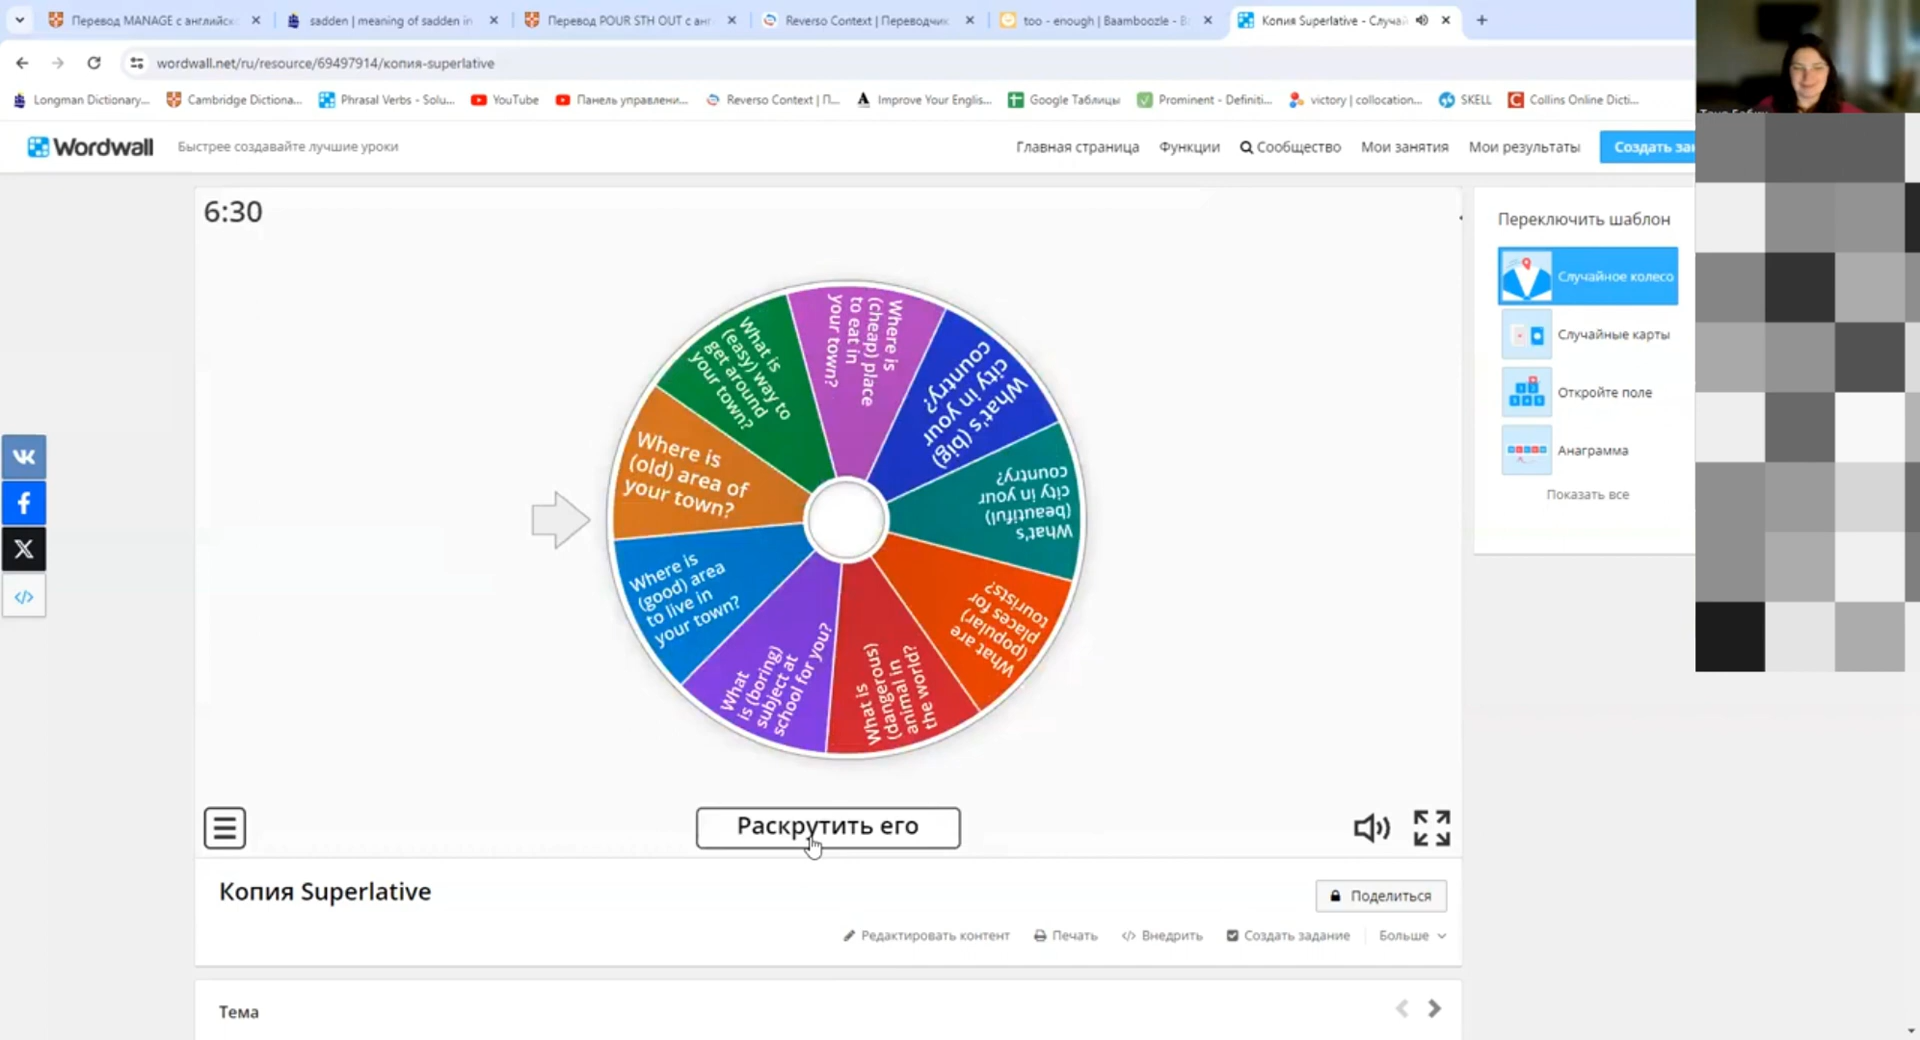 Перевод MANAGE с английск
sadden | meaning of sadden in
Перевод POUR STH OUT с анг
Reverso Context | Переводчик
too - enough | Baamboozle - B
Копия Superlative - Случа
wordwall.net/ru/resource/69497914/копия-superlative
Longman Dictionary...
Cambridge Dictiona...
Phrasal Verbs - Solu...
YouTube
Панель управлени...
Reverso Context | П...
Improve Your Englis...
Google Таблицы
Prominent - Definiti...
victory | collocation...
SKELL
Collins Online Dicti...
Wordwall
Быстрее создавайте лучшие уроки
Главная страница
Функции
Сообщество
Мои занятия
Мои результаты
Создать зан
6:30
What is
(easy) way to
get around
your town?
Where is
(cheap) place
to eat in
your town?
What's (big)
city in your
country?
What's
(beautiful)
city in your
country?
What are
(popular)
places for
tourists?
What is
(dangerous)
animal in
the world?
What
is (boring)
subject at
school for you?
Where is
(good) area
to live in
your town?
Where is
(old) area of
your town?
Раскрутить его
Переключить шаблон
Случайное колесо
Случайные карты
Откройте поле
Анаграмма
Показать все
Копия Superlative
Поделиться
Редактировать контент
Печать
Внедрить
Создать задание
Больше
Тема